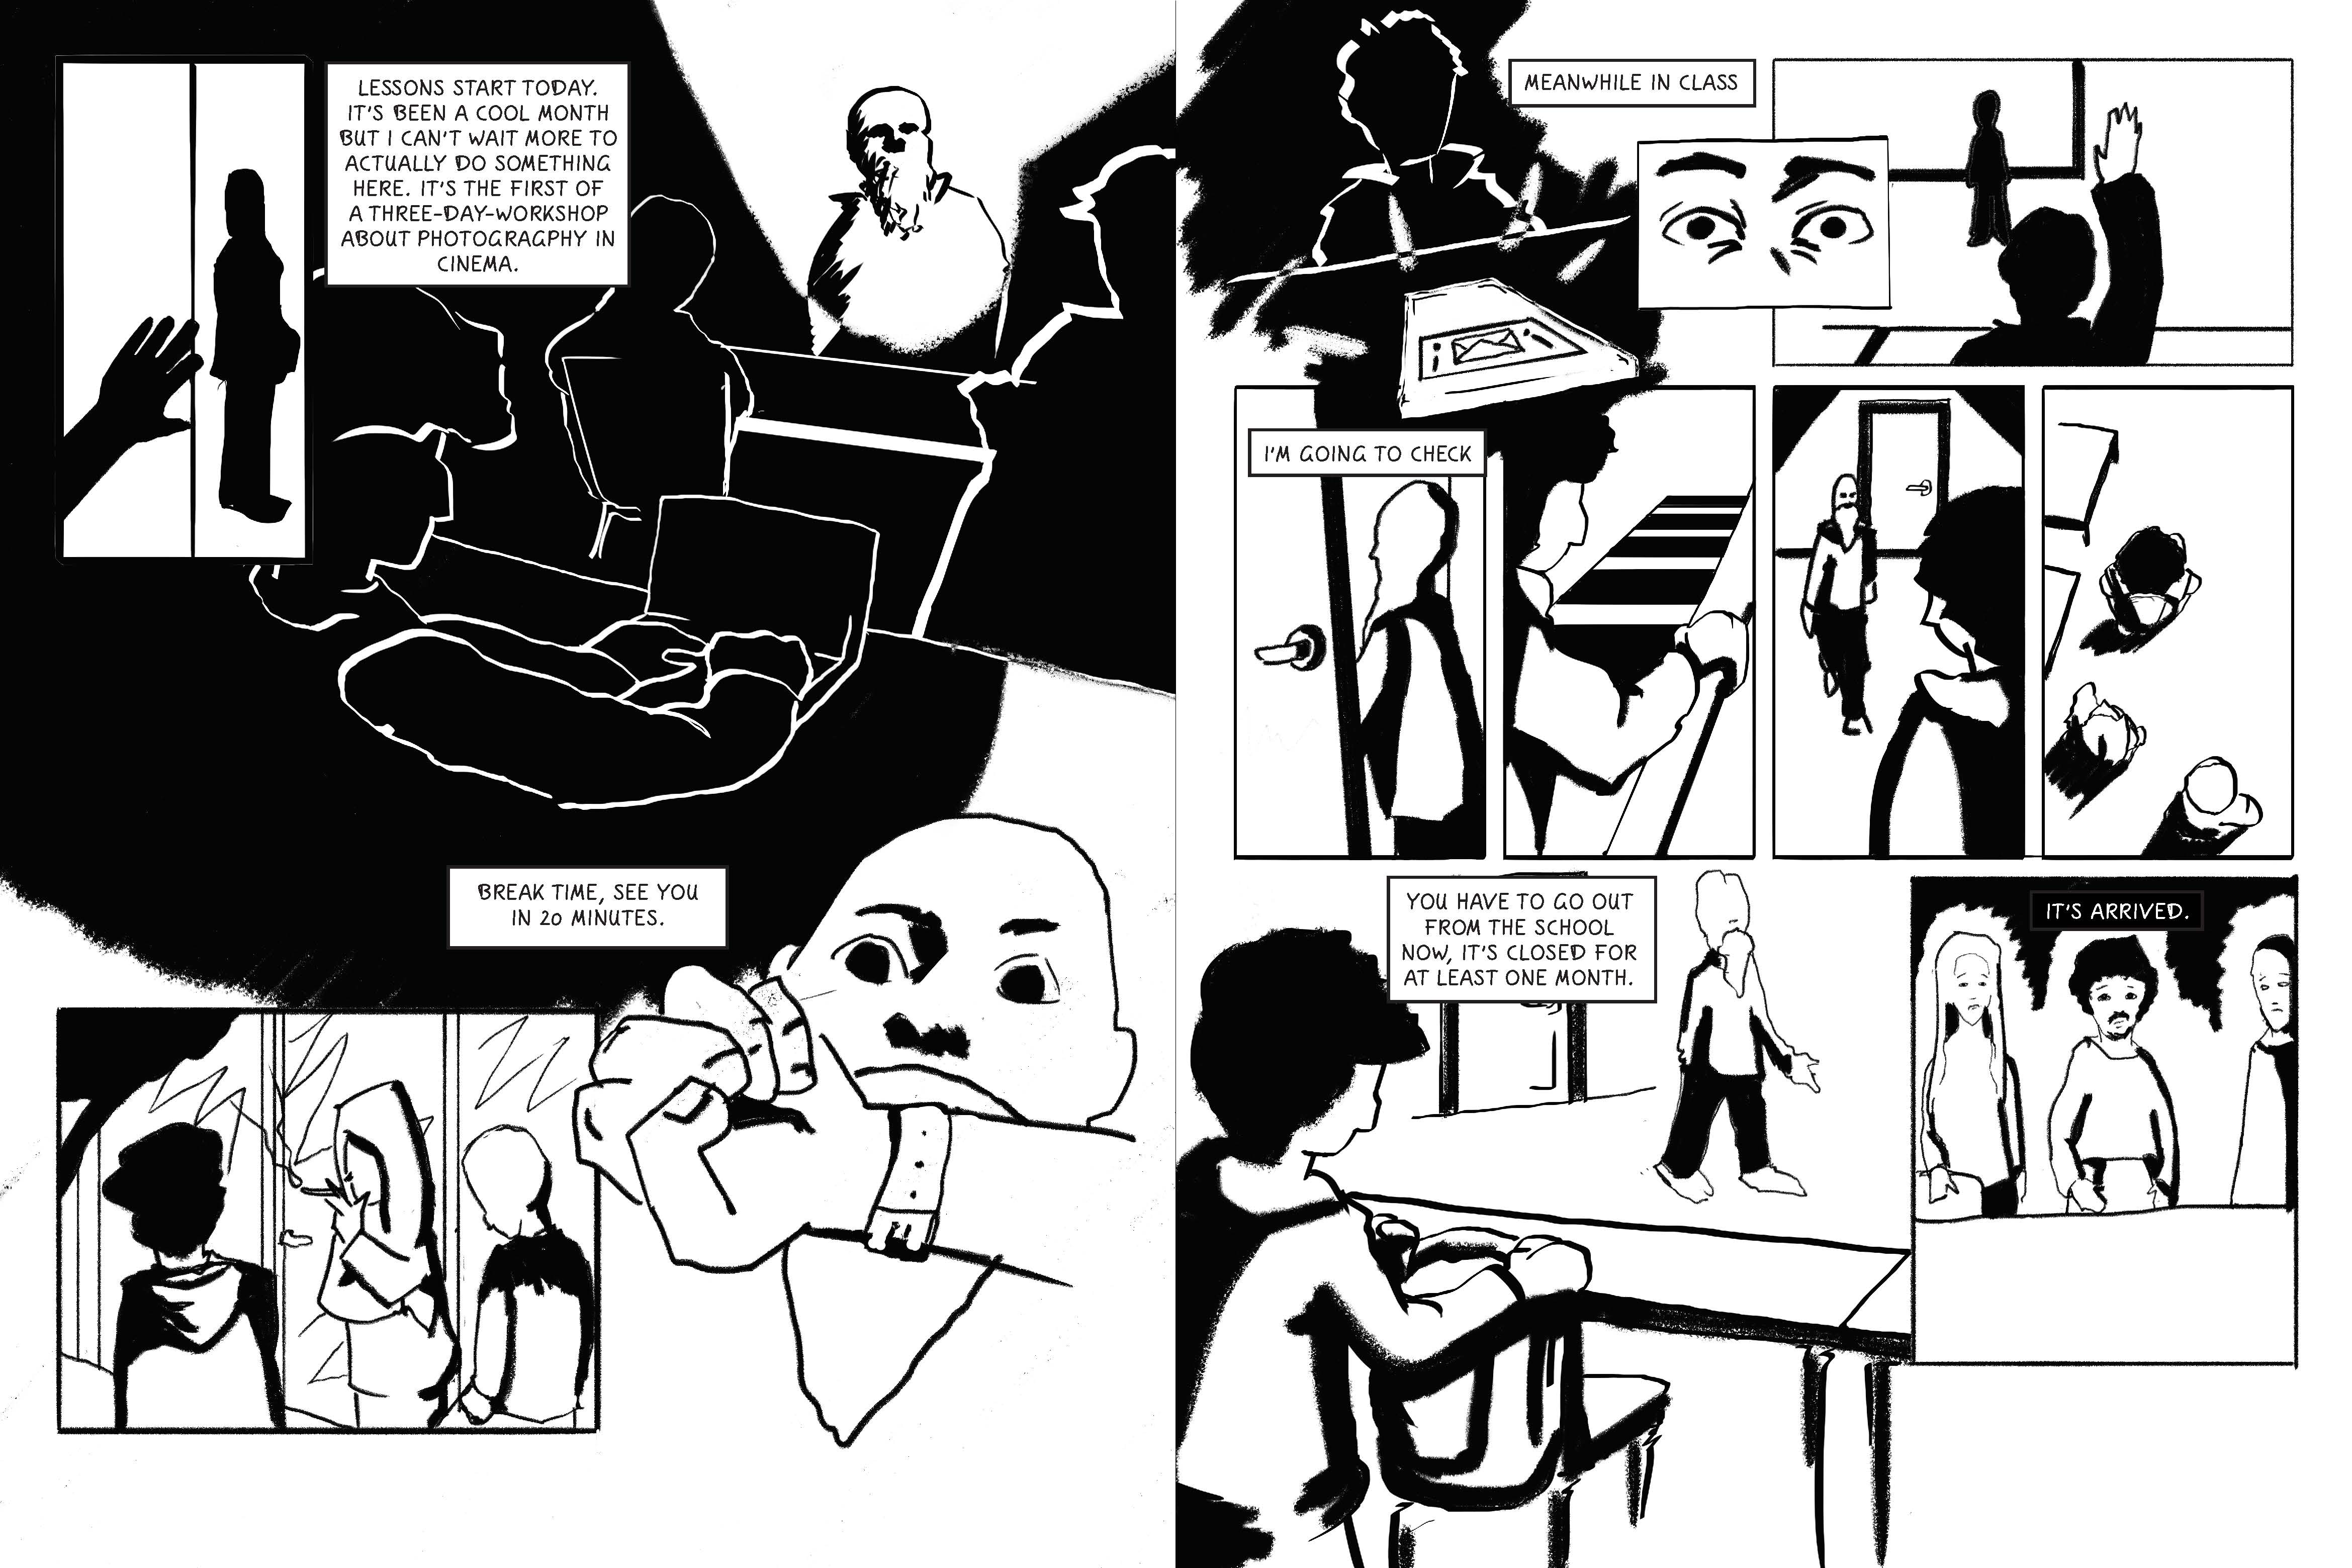 LESSONS START TODAY.
IT'S BEEN A COOL MONTH
BUT I CAN'T WAIT MORE TO
ACTUALLY DO SOMETHING
HERE. IT'S THE FIRST OF
A THREE-DAY-WORKSHOP
ABOUT PHOTOGRAGPHY IN
CINEMA.
BREAK TIME, SEE YOU
IN 20 MINUTES.
MEANWHILE IN CLASS
I'M GOING TO CHECK
YOU HAVE TO GO OUT
FROM THE SCHOOL
NOW, IT'S CLOSED FOR
AT LEAST ONE MONTH.
IT'S ARRIVED.